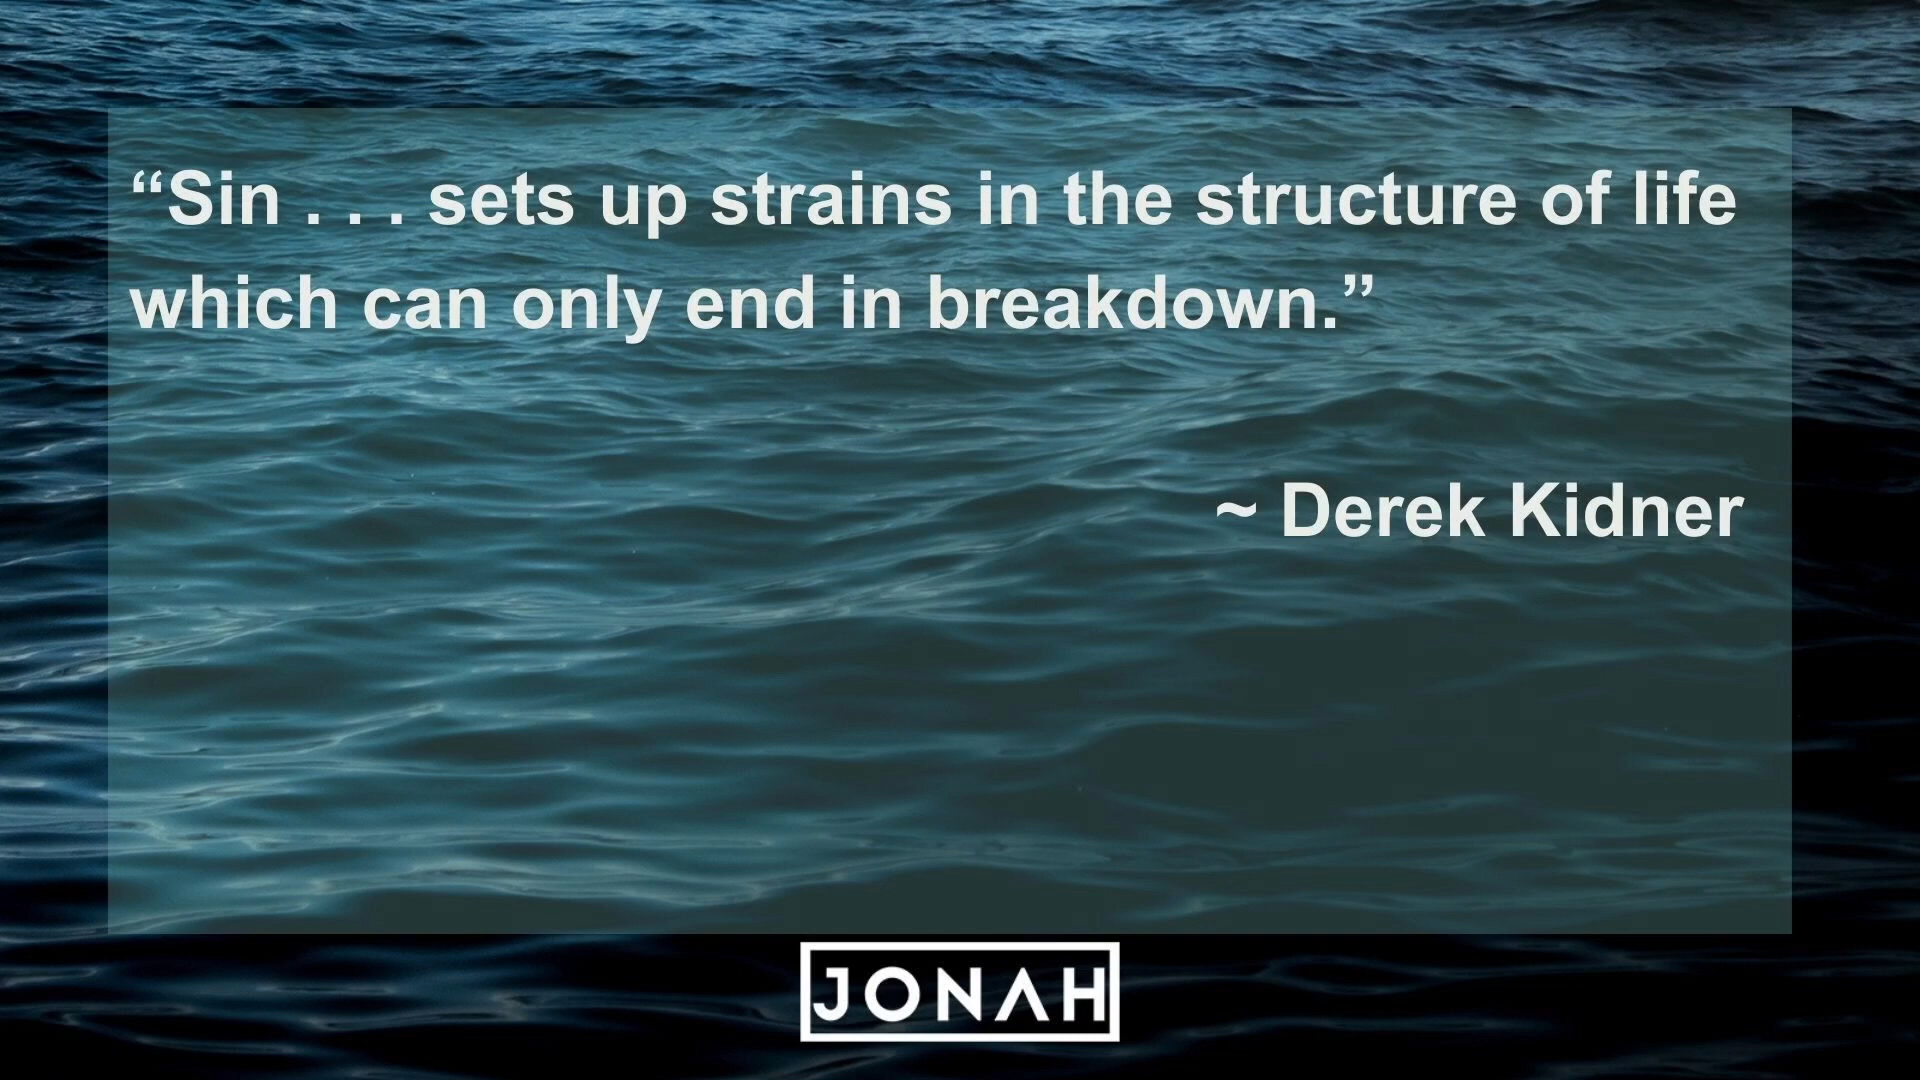 “Sin . . . sets up strains in the structure of life
which can only end in breakdown.”
~ Derek Kidner
JONAH